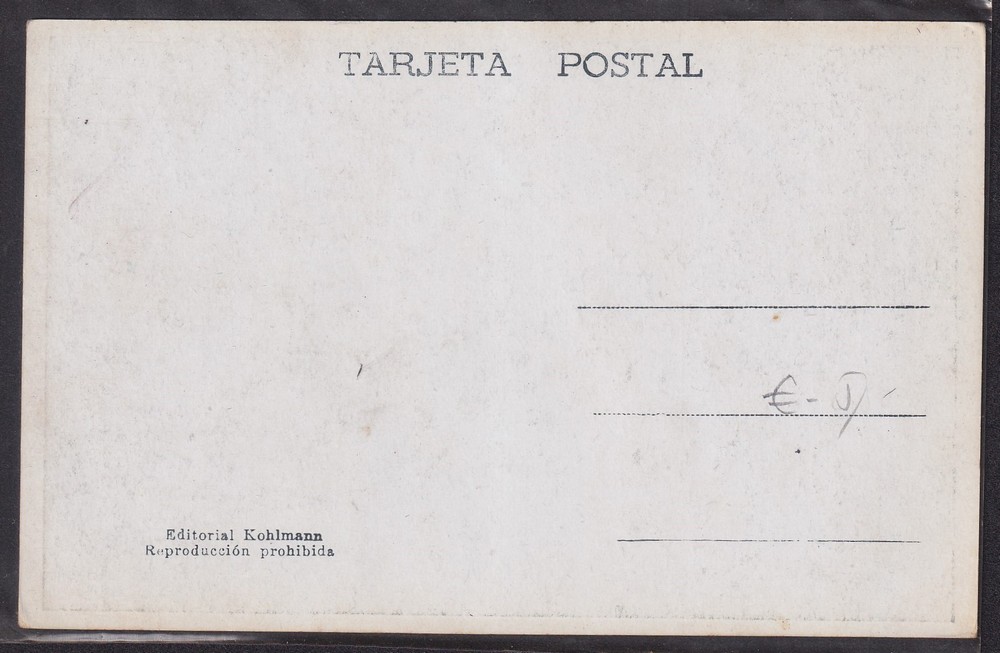 TARJETA POSTAL
€ -
Editorial Kohlmann
Reproducción prohibida